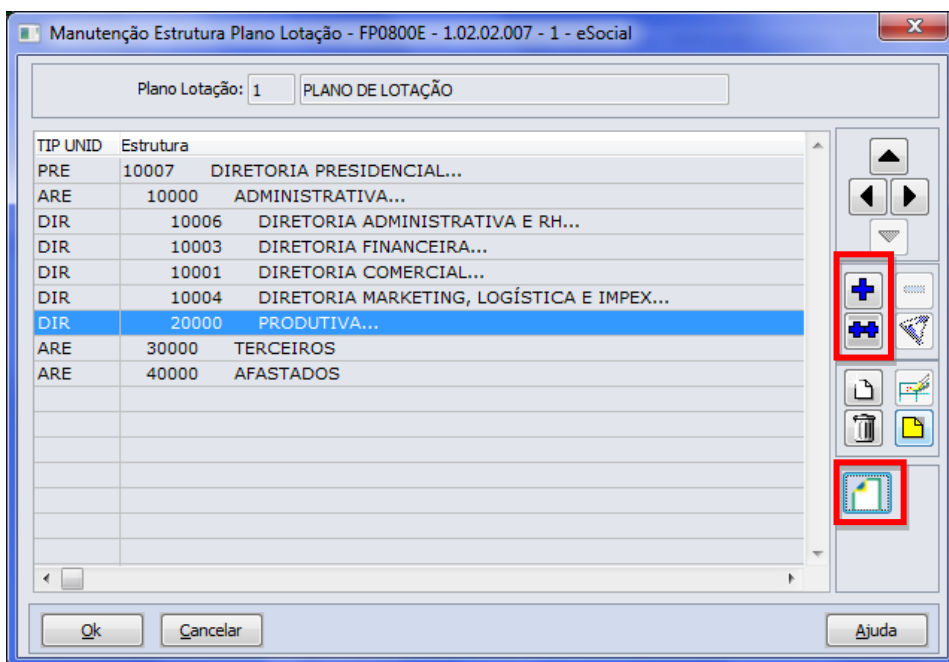 Manutenção Estrutura Plano Lotação - FP0800E - 1.02.02.007 - 1 - eSocial
Plano Lotação: 1 PLANO DE LOTAÇÃO
TIP UNID Estrutura
PRE 10007 DIRETORIA PRESIDENCIAL...
ARE 10000 ADMINISTRATIVA...
DIR 10006 DIRETORIA ADMINISTRATIVA E RH...
DIR 10003 DIRETORIA FINANCEIRA...
DIR 10001 DIRETORIA COMERCIAL...
DIR 10004 DIRETORIA MARKETING, LOGÍSTICA E IMPEX...
DIR 20000 PRODUTIVA...
ARE 30000 TERCEIROS
ARE 40000 AFASTADOS
Ok Cancelar Ajuda